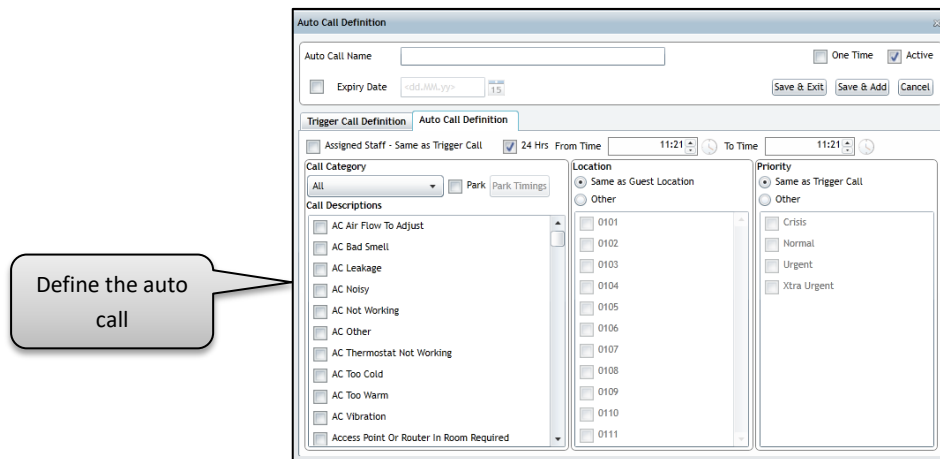 Auto Call Definition
Auto Call Name
One Time
Active
Expiry Date
<dd.MM.yy>
15
Save & Exit
Save & Add
Cancel
Trigger Call Definition
Auto Call Definition
Assigned Staff - Same as Trigger Call
24 Hrs
From Time
11:21
To Time
11:21
Call Category
All
Park
Park Timings
Call Descriptions
AC Air Flow To Adjust
AC Bad Smell
AC Leakage
AC Noisy
AC Not Working
AC Other
AC Thermostat Not Working
AC Too Cold
AC Too Warm
AC Vibration
Access Point Or Router In Room Required
Location
Same as Guest Location
Other
0101
0102
0103
0104
0105
0106
0107
0108
0109
0110
0111
Priority
Same as Trigger Call
Other
Crisis
Normal
Urgent
Xtra Urgent
Define the auto
call